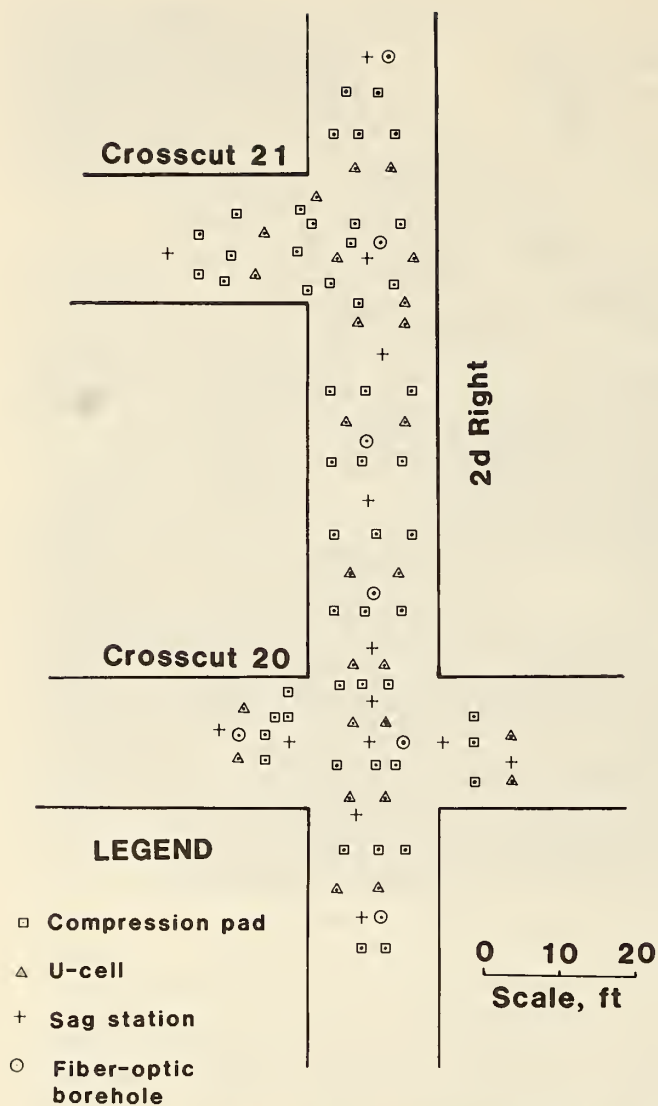 Crosscut 21
2d Right
Crosscut 20
LEGEND
Compression pad
U-cell
Sag station
Fiber-optic
borehole
0 10 20
Scale, ft